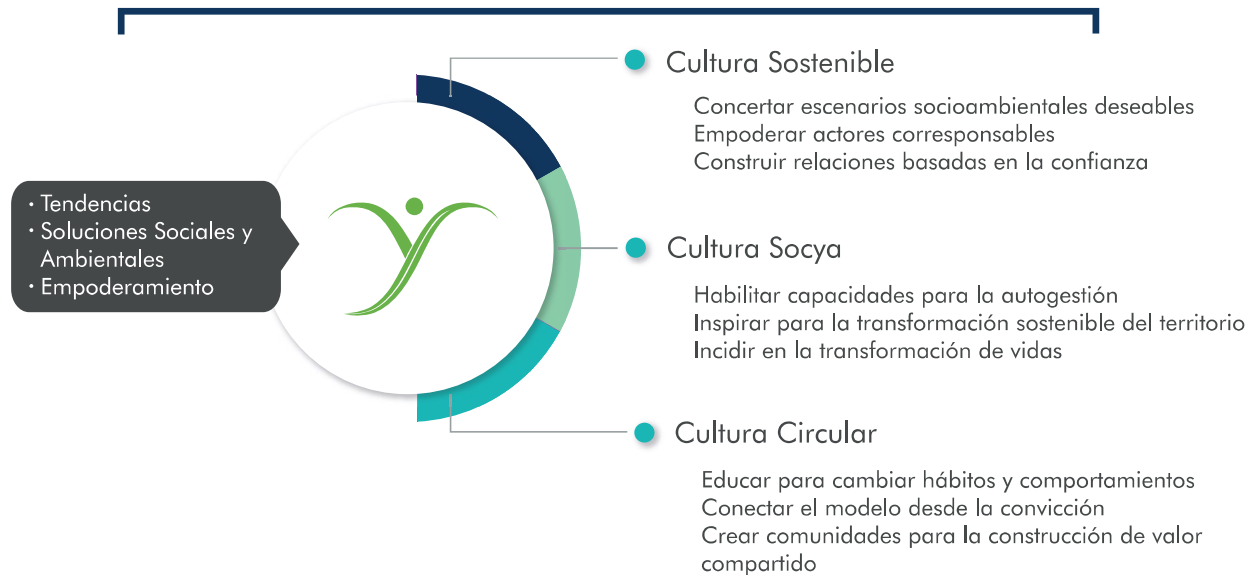 · Tendencias
· Soluciones Sociales y
Ambientales
· Empoderamiento
Cultura Sostenible
Concertar escenarios socioambientales deseables
Empoderar actores corresponsables
Construir relaciones basadas en la confianza
Cultura Socya
Habilitar capacidades para la autogestión
Inspirar para la transformación sostenible del territorio
Incidir en la transformación de vidas
Cultura Circular
Educar para cambiar hábitos y comportamientos
Conectar el modelo desde la convicción
Crear comunidades para la construcción de valor
compartido